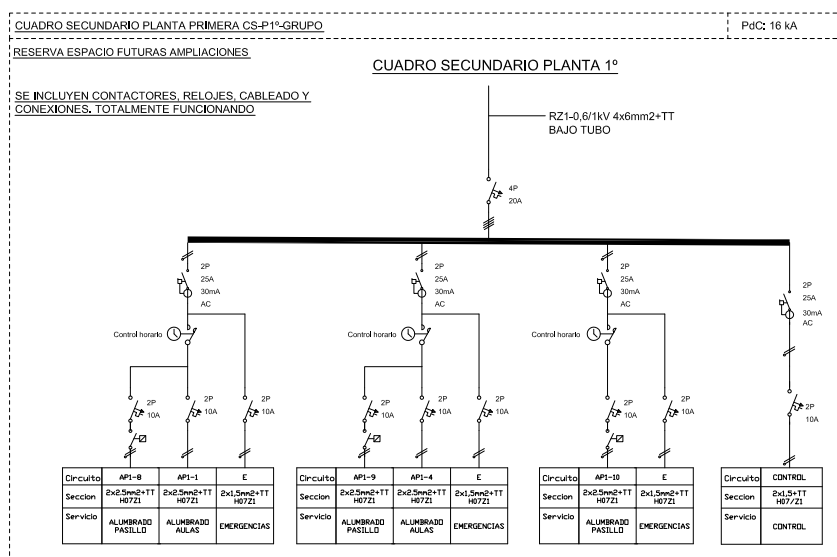 CUADRO SECUNDARIO PLANTA PRIMERA CS-P1º-GRUPO
PdC: 16 kA
RESERVA ESPACIO FUTURAS AMPLIACIONES
CUADRO SECUNDARIO PLANTA 1º
SE INCLUYEN CONTACTORES, RELOJES, CABLEADO Y
CONEXIONES. TOTALMENTE FUNCIONANDO
RZ1-0,6/1kV 4x6mm2+TT
BAJO TUBO
4P
20A
2P
25A
30mA
AC
2P
25A
30mA
AC
2P
25A
30mA
AC
2P
25A
30mA
AC
Control horario
Control horario
Control horario
2P
10A
2P
10A
2P
10A
2P
10A
2P
10A
2P
10A
2P
10A
2P
10A
2P
10A
Circuito AP1-8 AP1-1 E
Seccion 2x2.5mm2+TT H07Z1 2x2.5mm2+TT H07Z1 2x1,5mm2+TT H07Z1
Servicio ALUMBRADO PASILLO ALUMBRADO AULAS EMERGENCIAS
Circuito AP1-9 AP1-4 E
Seccion 2x2.5mm2+TT H07Z1 2x2.5mm2+TT H07Z1 2x1,5mm2+TT H07Z1
Servicio ALUMBRADO PASILLO ALUMBRADO AULAS EMERGENCIAS
Circuito AP1-10 E
Seccion 2x2.5mm2+TT H07Z1 2x1,5mm2+TT H07Z1
Servicio ALUMBRADO PASILLO EMERGENCIAS
Circuito CONTROL
Seccion 2x1,5+TT H07/Z1
Servicio CONTROL